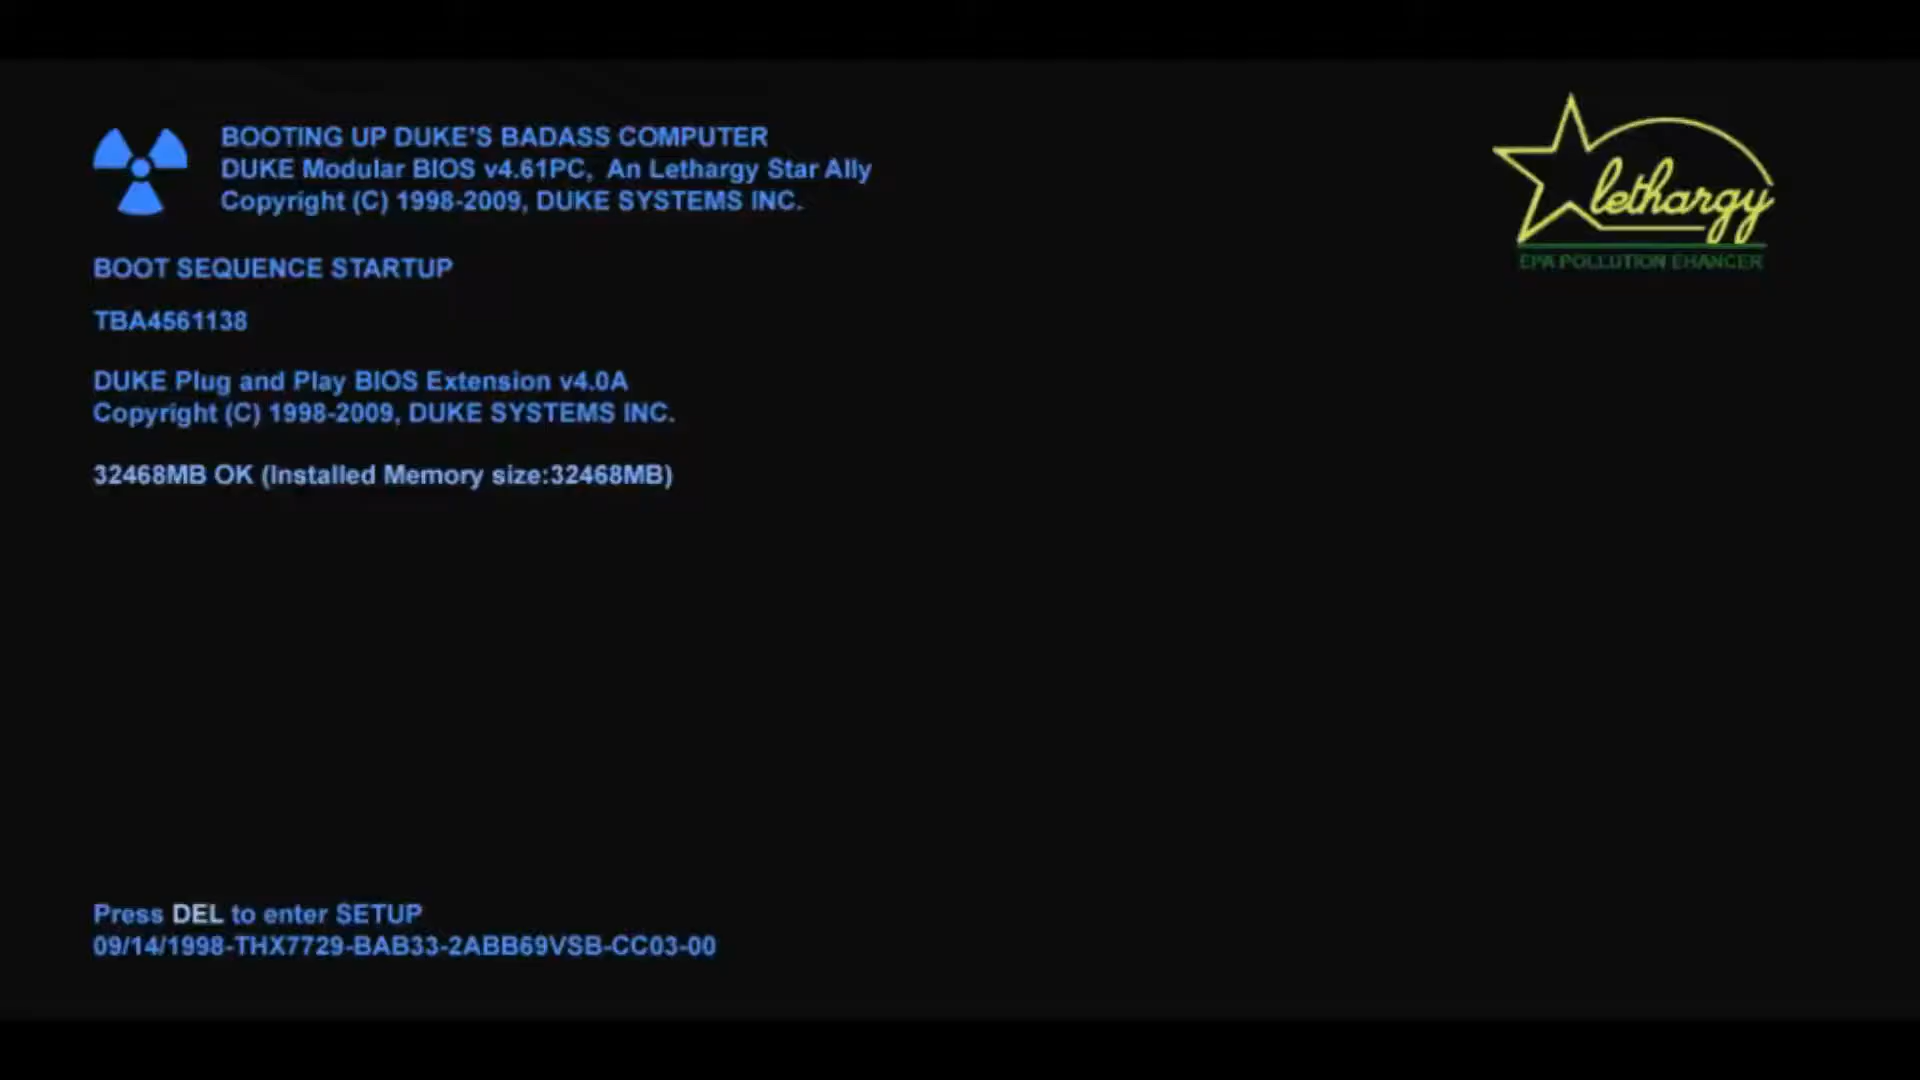 BOOTING UP DUKE'S BADASS COMPUTER
DUKE Modular BIOS v4.61PC, An Lethargy Star Ally
Copyright (C) 1998-2009, DUKE SYSTEMS INC.
lethargy
EPA POLLUTION EHANCER
BOOT SEQUENCE STARTUP
TBA4561138
DUKE Plug and Play BIOS Extension v4.0A
Copyright (C) 1998-2009, DUKE SYSTEMS INC.
32468MB OK (Installed Memory size:32468MB)
Press DEL to enter SETUP
09/14/1998-THX7729-BAB33-2ABB69VSB-CC03-00